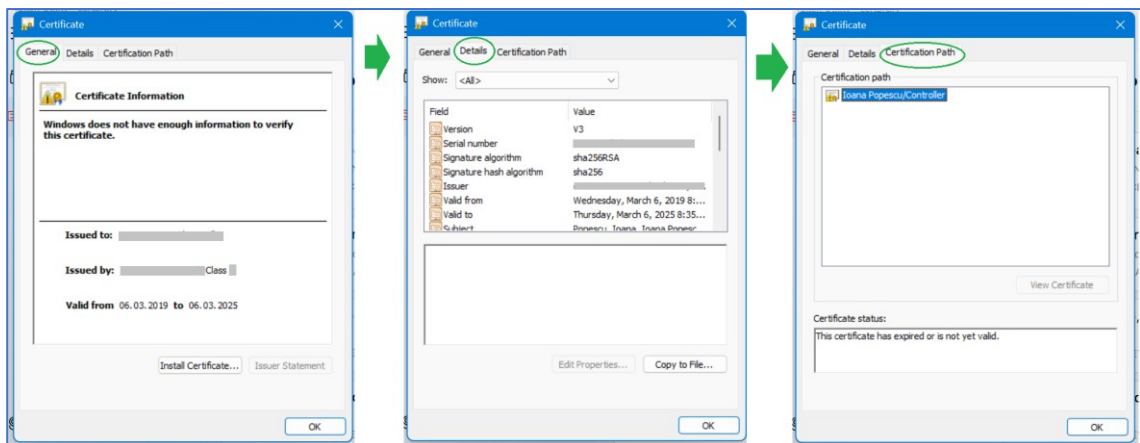 Certificate
General Details Certification Path
Certificate Information
Windows does not have enough information to verify
this certificate.
Issued to:
Issued by: Class
Valid from 06.03.2019 to 06.03.2025
Install Certificate... Issuer Statement
OK
Certificate
General Details Certification Path
Show: <All>
Field Value
Version V3
Serial number
Signature algorithm sha256RSA
Signature hash algorithm sha256
Issuer
Valid from Wednesday, March 6, 2019 8:...
Valid to Thursday, March 6, 2025 8:35...
Subject Popescu, Ioana, Ioana Popesc
Edit Properties... Copy to File...
OK
Certificate
General Details Certification Path
Certification path
Ioana Popescu/Controller
View Certificate
Certificate status:
This certificate has expired or is not yet valid.
OK